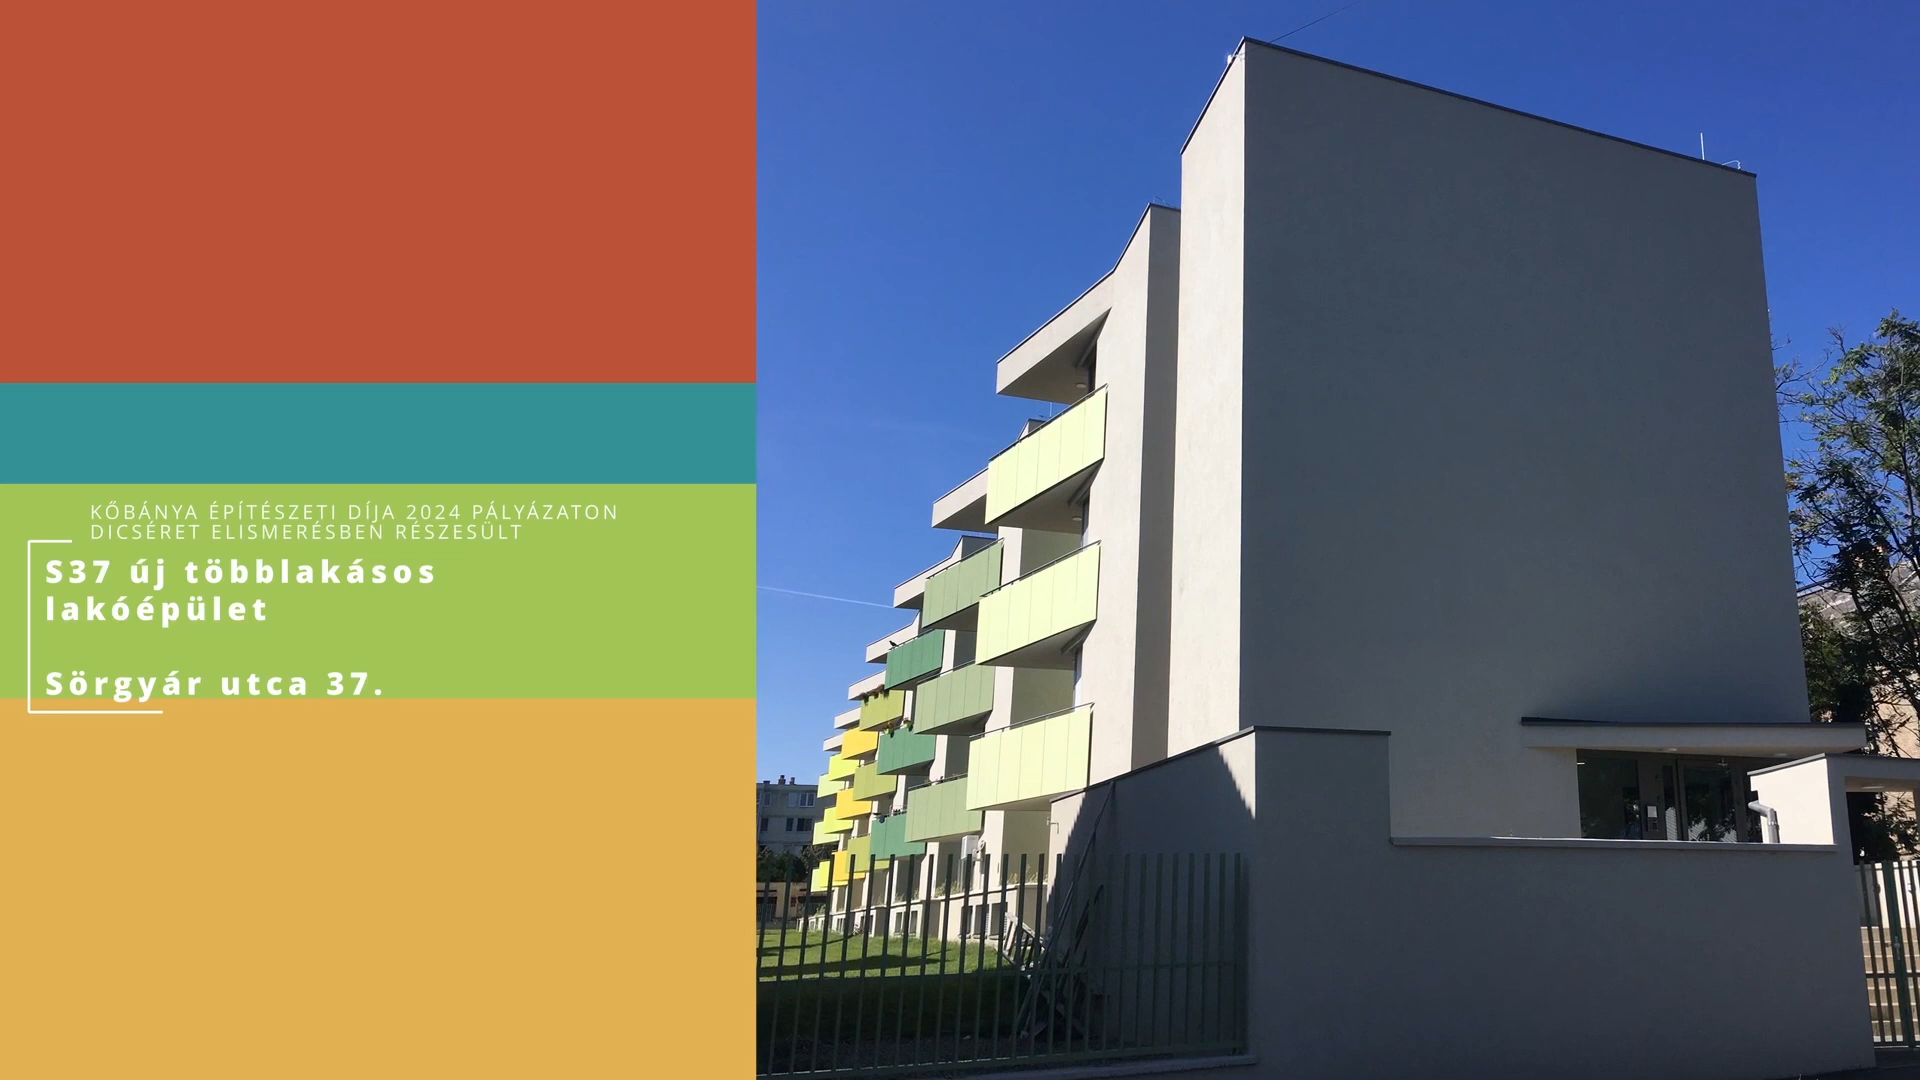 KŐBÁNYA ÉPÍTÉSZETI DÍJA 2024 PÁLYÁZATON
DICSÉRET ELISMERÉSBEN RÉSZESÜLT
S37 új többlakásos
lakóépület
Sörgyár utca 37.